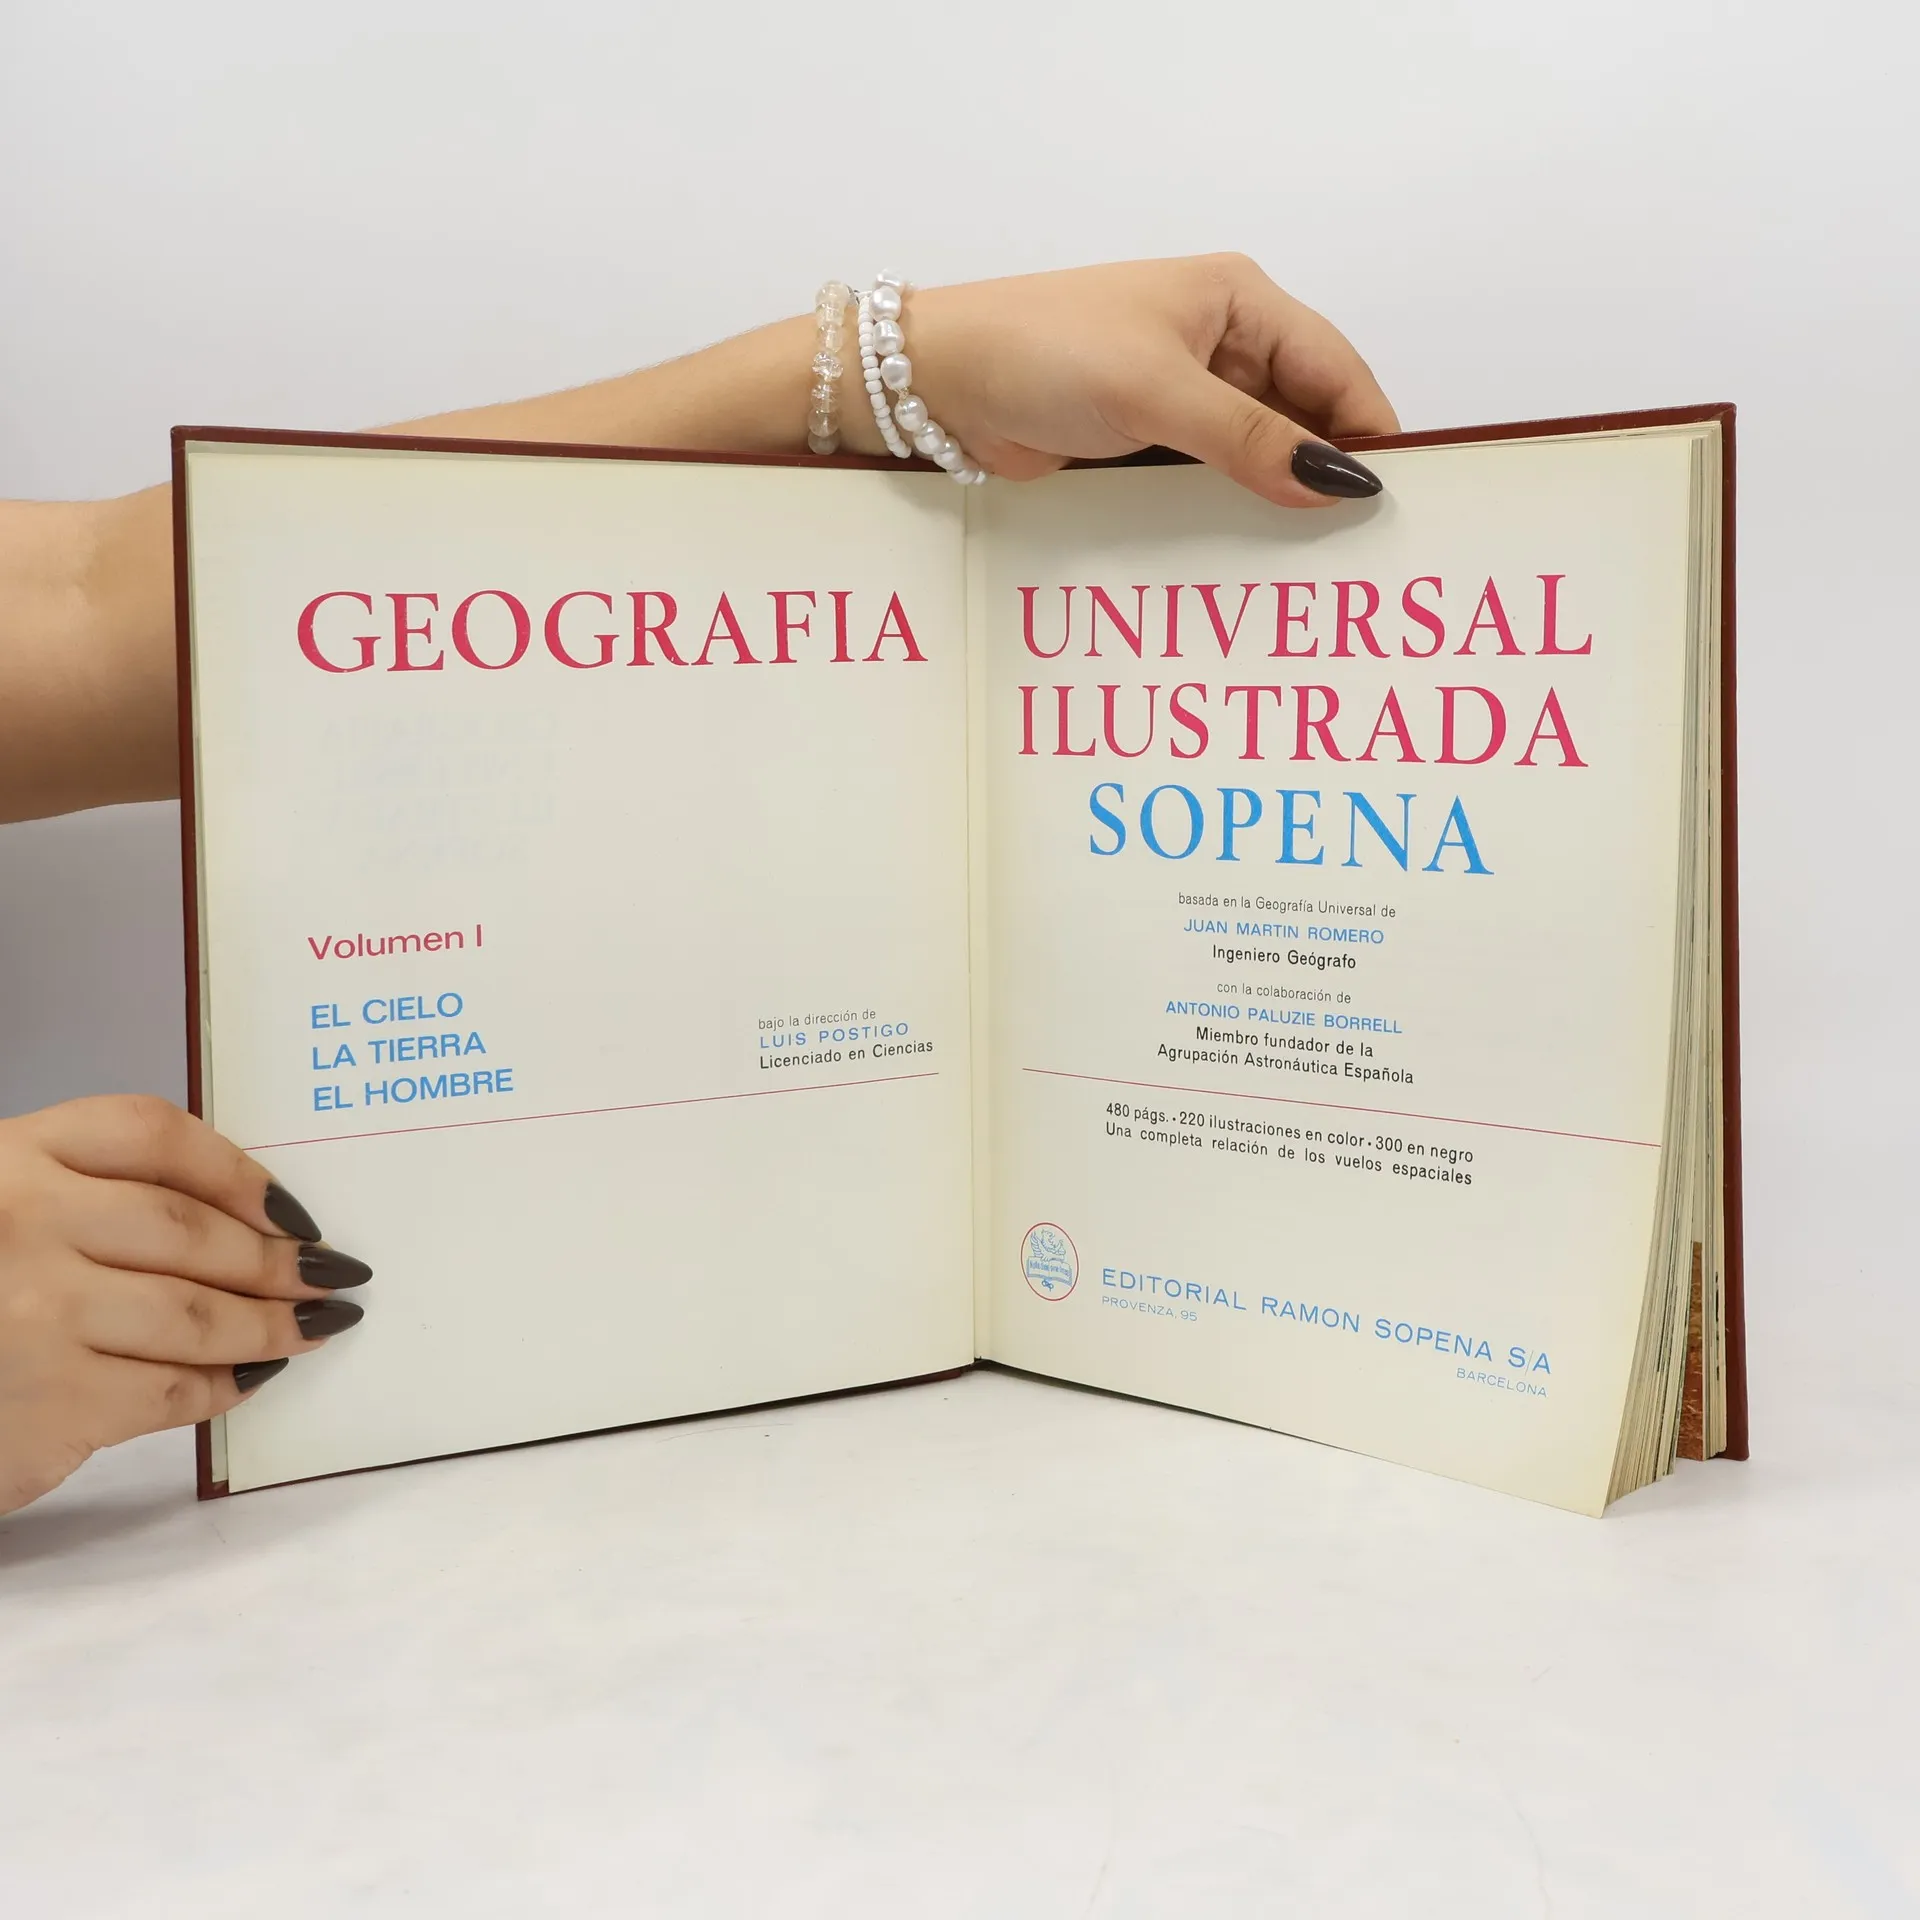 GEOGRAFIA
Volumen I
EL CIELO
LA TIERRA
EL HOMBRE
bajo la dirección de
LUIS POSTIGO
Licenciado en Ciencias
UNIVERSAL
ILUSTRADA
SOPENA
basada en la Geografía Universal de
JUAN MARTIN ROMERO
Ingeniero Geógrafo
con la colaboración de
ANTONIO PALUZIE BORRELL
Miembro fundador de la
Agrupación Astronáutica Española
480 págs. • 220 ilustraciones en color • 300 en negro
Una completa relación de los vuelos espaciales
EDITORIAL RAMON SOPENA S/A
PROVENZA, 95
BARCELONA